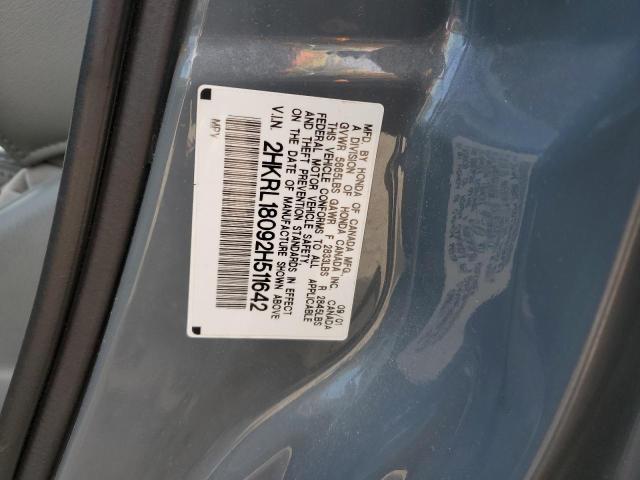 MFD. BY HONDA OF CANADA MFG.
A DIVISION OF HONDA CANADA INC., CANADA 09/01
GVWR 5665LBS GAWR F 2833LBS R 2845LBS
THIS VEHICLE CONFORMS TO ALL APPLICABLE
FEDERAL MOTOR VEHICLE SAFETY
AND THEFT PREVENTION STANDARDS IN EFFECT
ON THE DATE OF MANUFACTURE SHOWN ABOVE
V.I.N. 2HKRL18092H511642
MPV